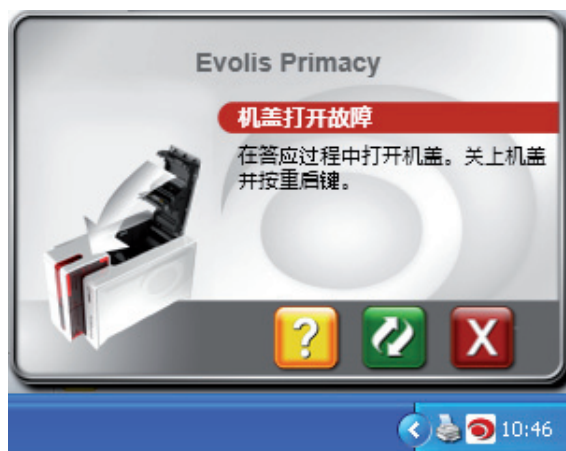 Evolis Primacy
机盖打开故障
在答应过程中打开机盖。关上机盖
并按重启键。
?
X
10:46